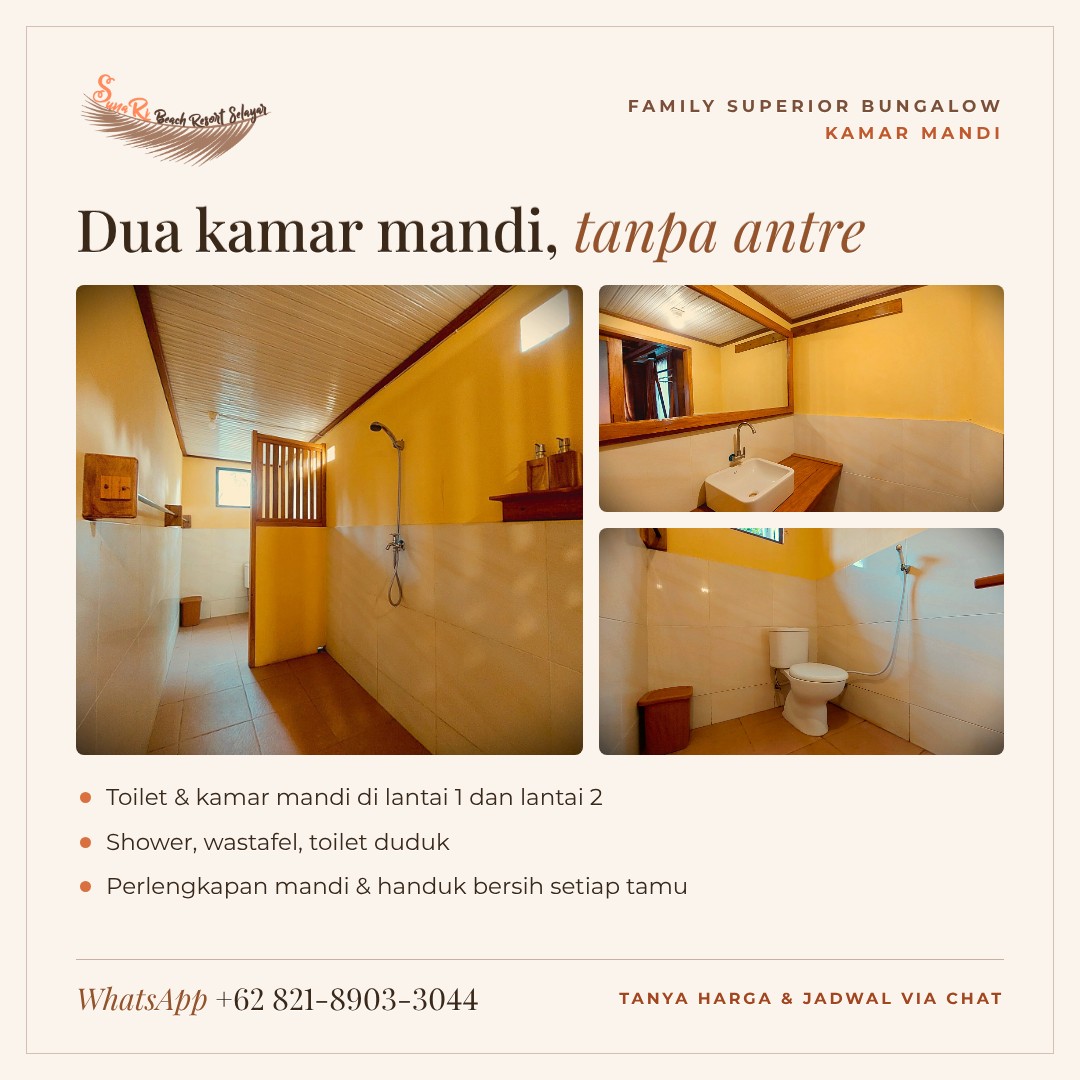 SunaRi Beach Resort Selayar
FAMILY SUPERIOR BUNGALOW
KAMAR MANDI
Dua kamar mandi, tanpa antre
Toilet & kamar mandi di lantai 1 dan lantai 2
Shower, wastafel, toilet duduk
Perlengkapan mandi & handuk bersih setiap tamu
WhatsApp +62 821-8903-3044
TANYA HARGA & JADWAL VIA CHAT